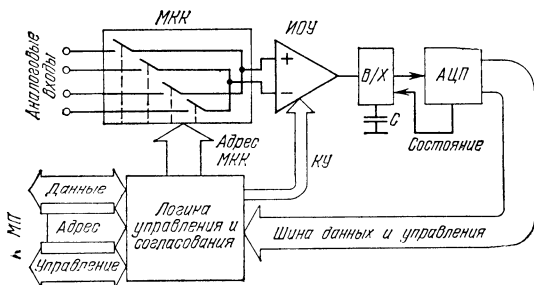 МКК
ИОУ
Аналоговые
входы
+
−
В/Х
АЦП
С
Состояние
Адрес
МКК
КУ
Данные
Адрес
Управление
МП
Логика
управления и
согласования
Шина данных и управления